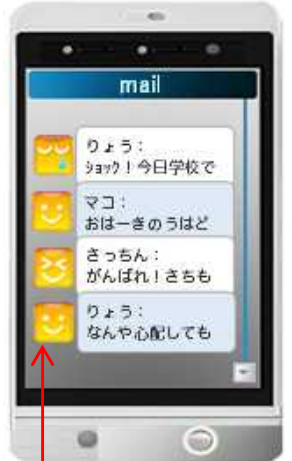 mail
りょう：
ｼｮｯｸ！今日学校で
マコ：
おはーきのうはど
さっちん：
がんばれ！さちも
りょう：
なんや心配しても